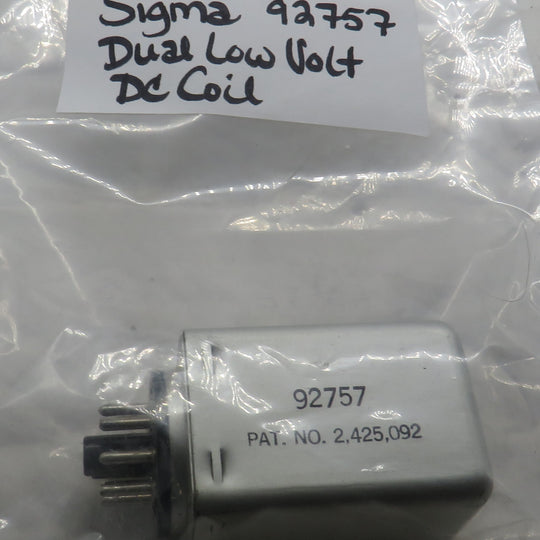 Sigma 92757
Dual Low Volt
DC Coil
92757
PAT. NO. 2,425,092